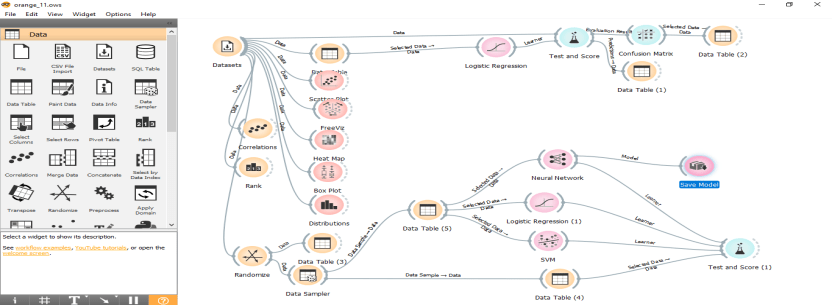 orange_11.ows
File Edit View Widget Options Help
Data
File
CSV File
Import
Datasets
SQL Table
Data Table
Paint Data
Data Info
Data
Sampler
Select
Columns
Select Rows
Pivot Table
Rank
Correlations
Merge Data
Concatenate
Select by
Data Index
Transpose
Randomize
Preprocess
Apply
Domain
Select a widget to show its description.
See workflow examples, YouTube tutorials, or open the
welcome screen.
Datasets
Data
Data
Data
Data
Data
Data
Data
Data
Data
Data
Data Table
Selected Data → Data
Scatter Plot
FreeViz
Heat Map
Box Plot
Distributions
Correlations
Rank
Logistic Regression
Learner
Test and Score
Evaluation Results
Predictions → Data
Confusion Matrix
Selected Data →
Data
Data Table (2)
Data Table (1)
Randomize
Data
Data
Data Table (3)
Data Sampler
Data Sample → Data
Data Sample → Data
Data Table (5)
Selected Data →
Data
Selected Data →
Data
Selected Data →
Data
Neural Network
Logistic Regression (1)
SVM
Data Table (4)
Model
Save Model
Learner
Learner
Learner
Selected Data →
Data
Test and Score (1)